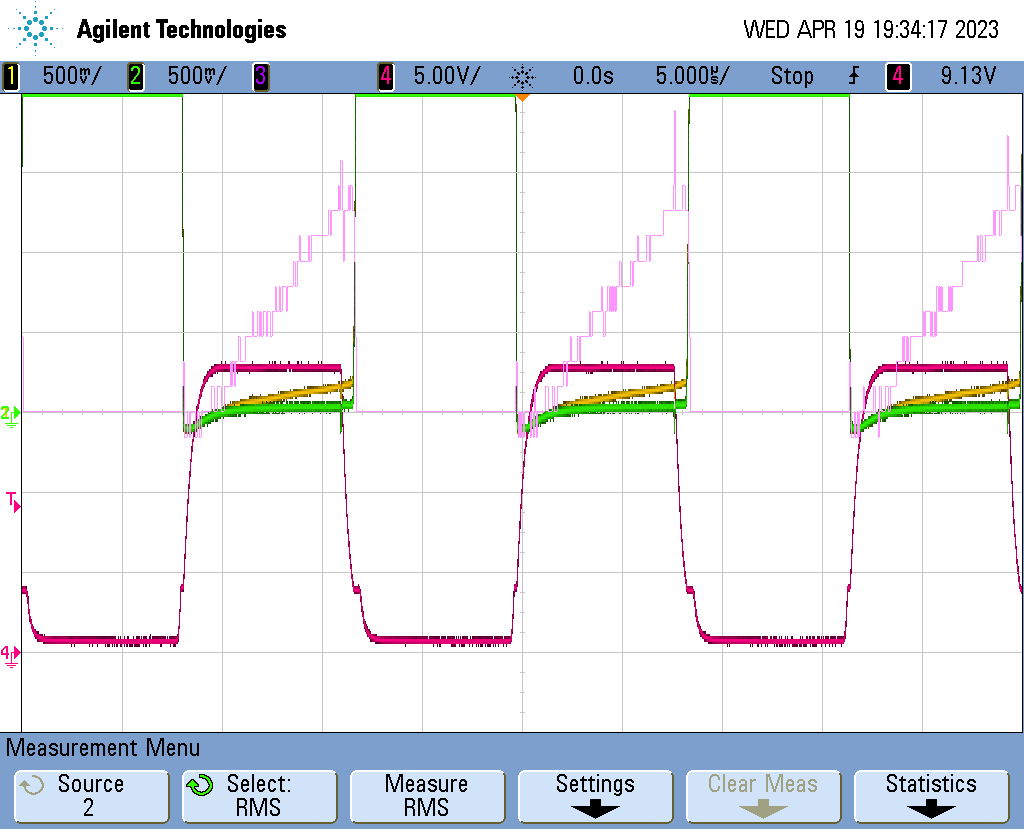 Agilent Technologies
WED APR 19 19:34:17 2023
1 500mV/ 2 500mV/ 3 4 5.00V/ 0.0s 5.000µs/ Stop 4 9.13V
2
T
4
Measurement Menu
Source
2
Select:
RMS
Measure
RMS
Settings
Clear Meas
Statistics